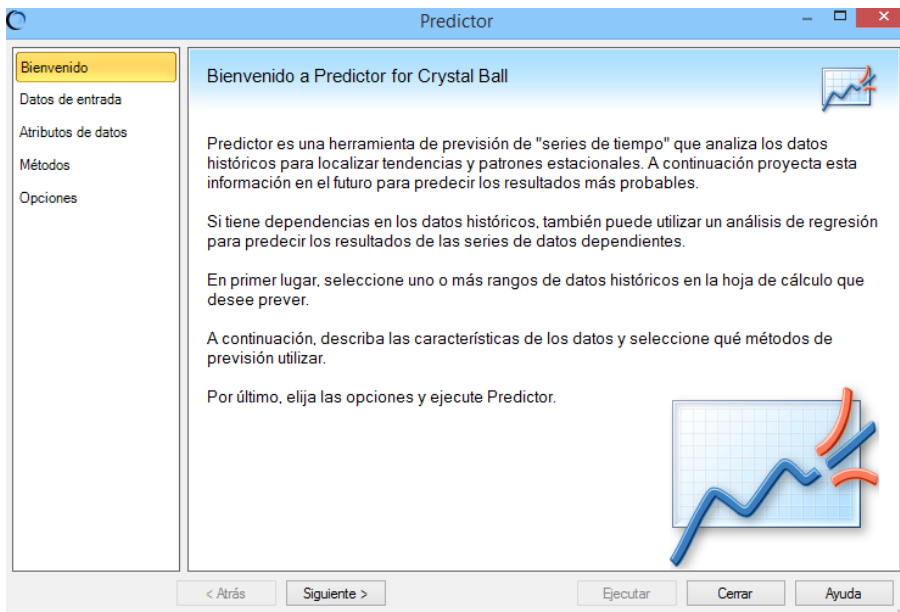 Predictor
Bienvenido
Datos de entrada
Atributos de datos
Métodos
Opciones
Bienvenido a Predictor for Crystal Ball
Predictor es una herramienta de previsión de "series de tiempo" que analiza los datos
históricos para localizar tendencias y patrones estacionales. A continuación proyecta esta
información en el futuro para predecir los resultados más probables.
Si tiene dependencias en los datos históricos, también puede utilizar un análisis de regresión
para predecir los resultados de las series de datos dependientes.
En primer lugar, seleccione uno o más rangos de datos históricos en la hoja de cálculo que
desee prever.
A continuación, describa las características de los datos y seleccione qué métodos de
previsión utilizar.
Por último, elija las opciones y ejecute Predictor.
< Atrás
Siguiente >
Ejecutar
Cerrar
Ayuda